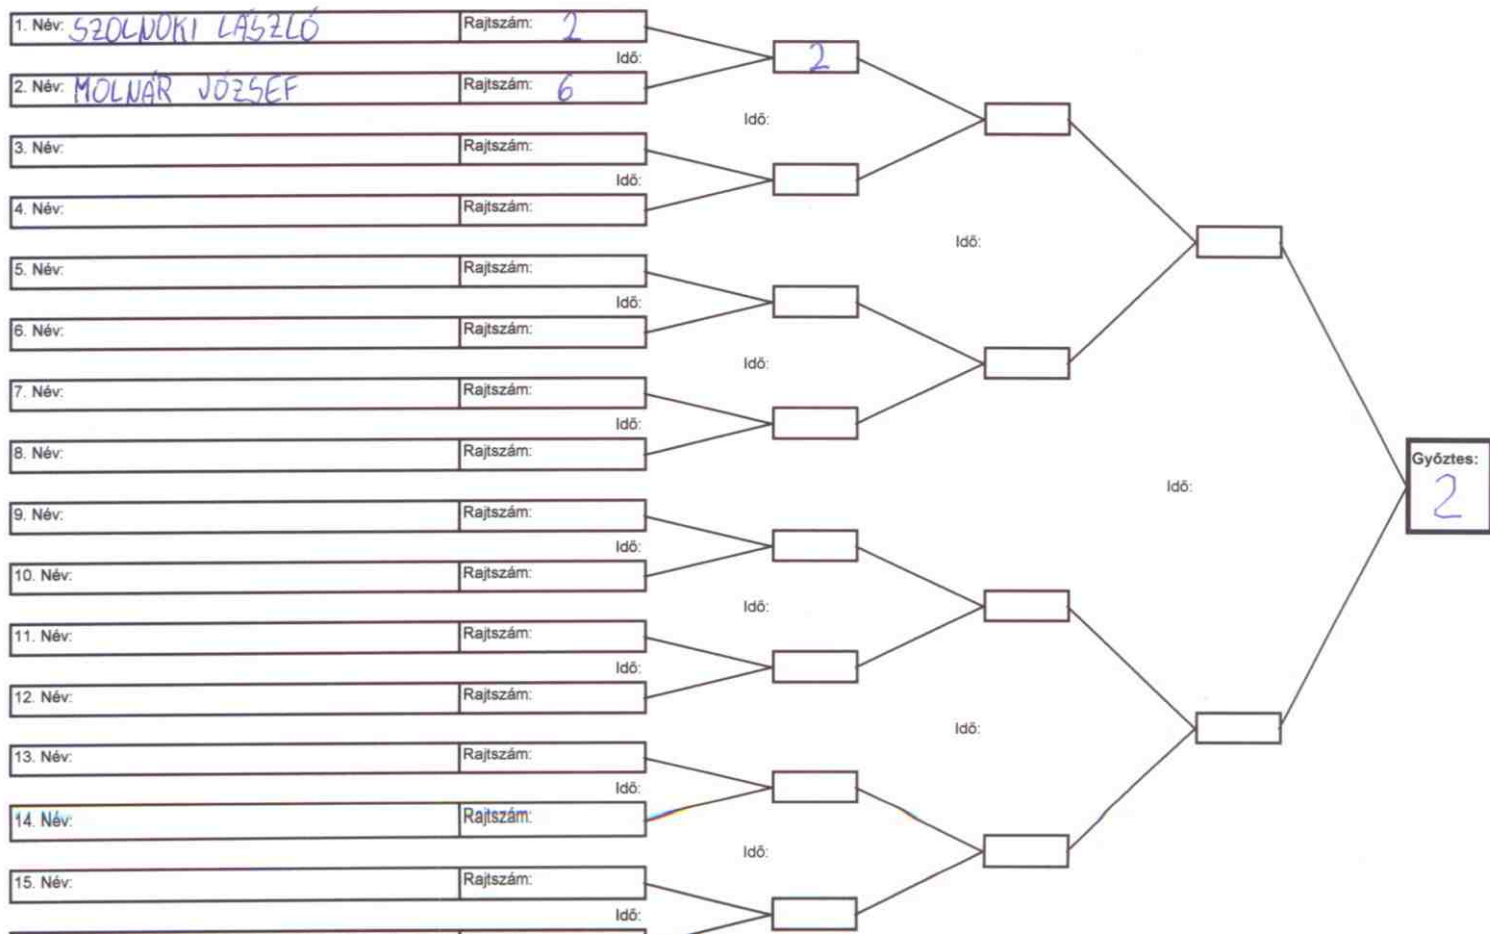 1. Név: SZOLNOKI LÁSZLÓ Rajtszám: 2
Idő:
2
2. Név: MOLNÁR JÓZSEF Rajtszám: 6
Idő:
3. Név: Rajtszám:
Idő:
4. Név: Rajtszám:
Idő:
5. Név: Rajtszám:
Idő:
6. Név: Rajtszám:
Idő:
7. Név: Rajtszám:
Idő:
8. Név: Rajtszám:
Győztes:
2
Idő:
9. Név: Rajtszám:
Idő:
10. Név: Rajtszám:
Idő:
11. Név: Rajtszám:
Idő:
12. Név: Rajtszám:
Idő:
13. Név: Rajtszám:
Idő:
14. Név: Rajtszám:
Idő:
15. Név: Rajtszám:
Idő: